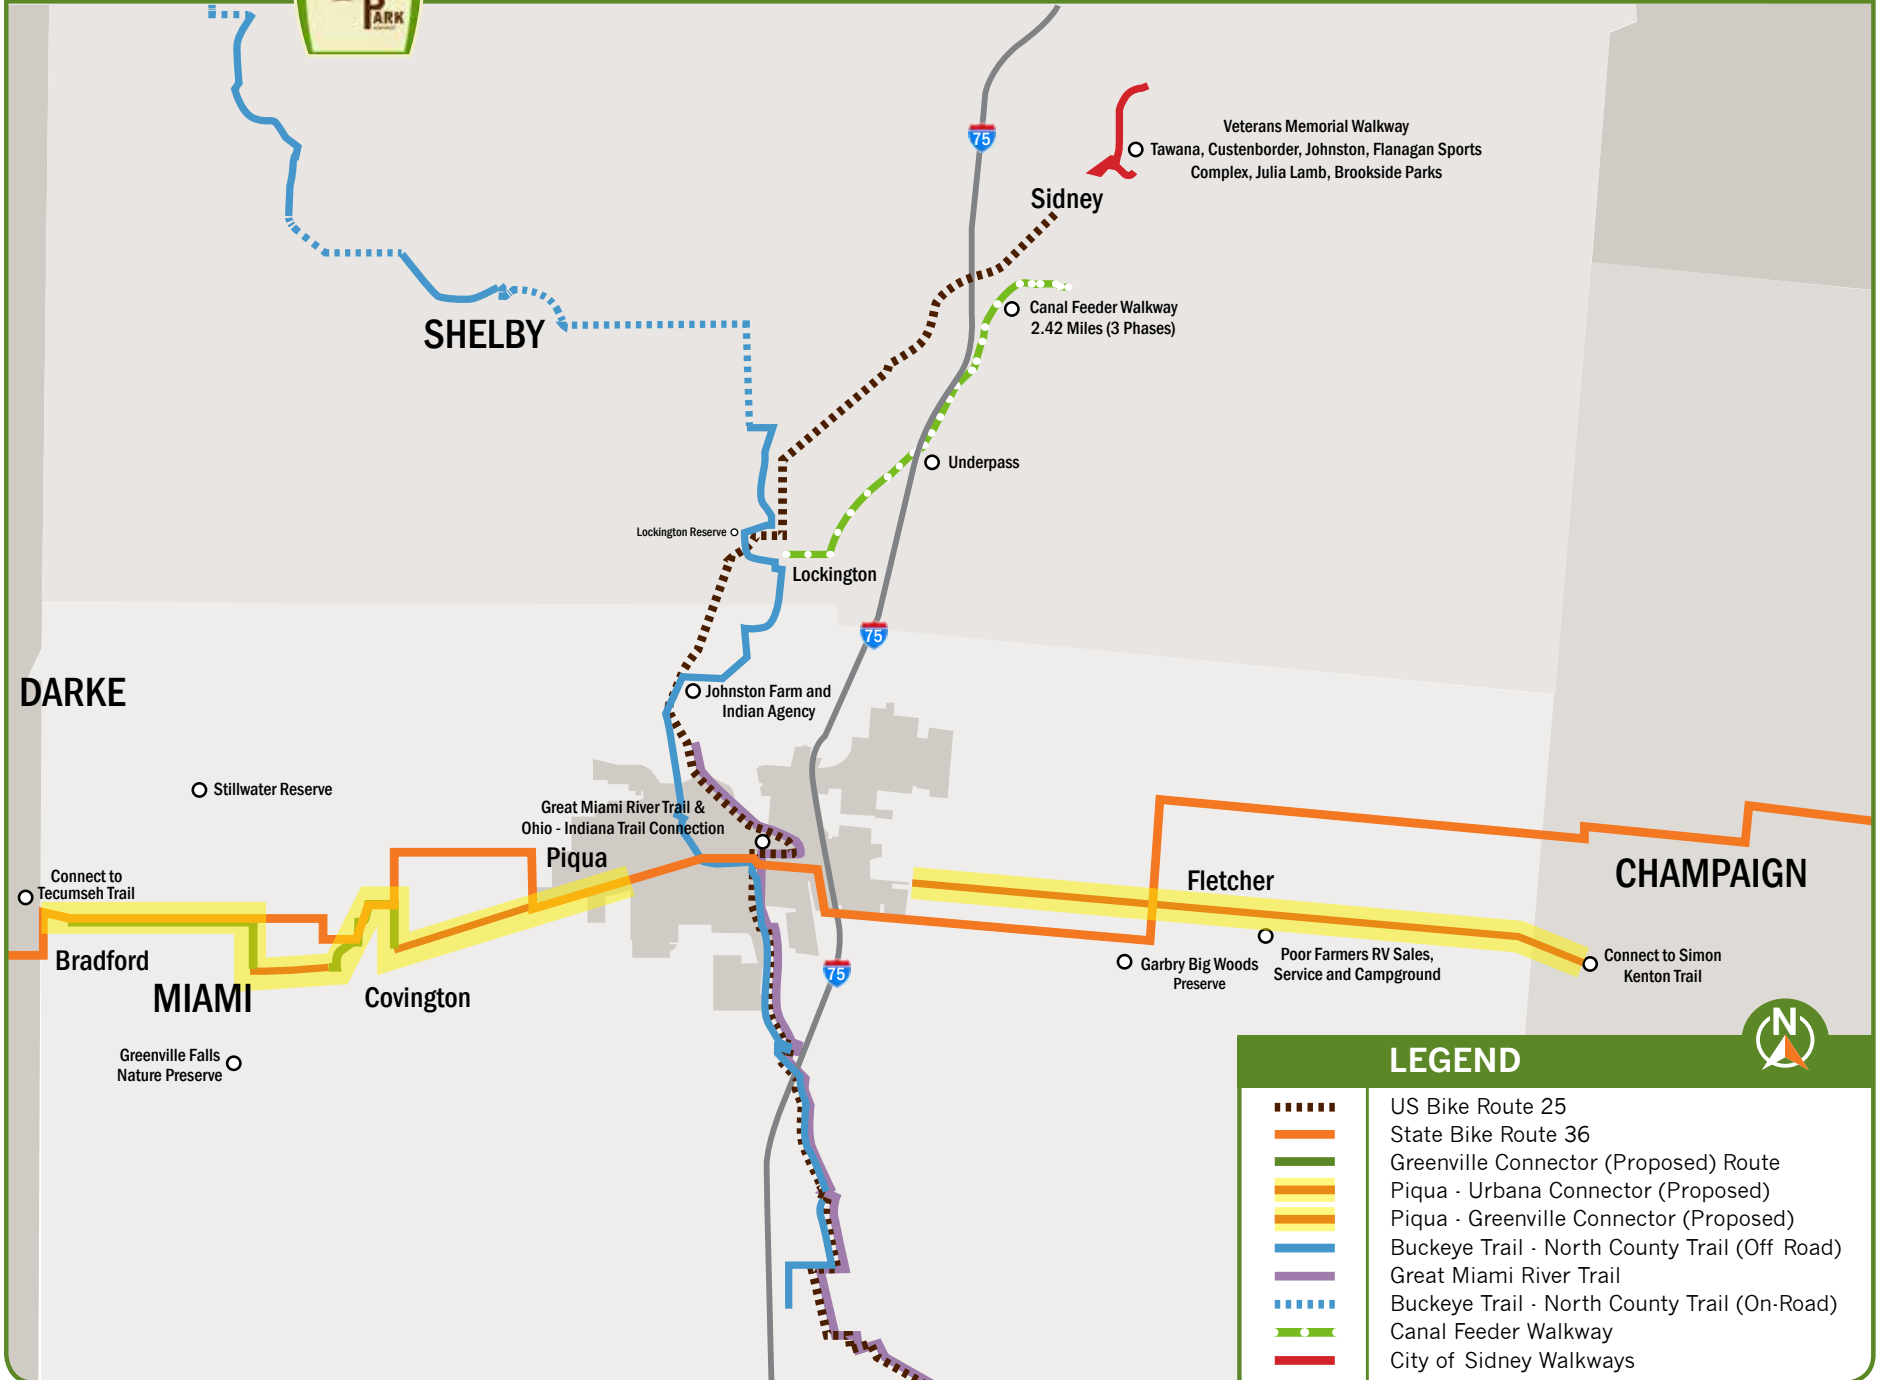 PARK
75
Veterans Memorial Walkway
Tawana, Custenborder, Johnston, Flanagan Sports
Complex, Julia Lamb, Brookside Parks
Sidney
Canal Feeder Walkway
2.42 Miles (3 Phases)
SHELBY
Underpass
Lockington Reserve
Lockington
75
DARKE
Johnston Farm and
Indian Agency
Stillwater Reserve
Great Miami River Trail &
Ohio - Indiana Trail Connection
Piqua
Connect to
Tecumseh Trail
Fletcher
CHAMPAIGN
Bradford
MIAMI
Covington
75
Garbry Big Woods
Preserve
Poor Farmers RV Sales,
Service and Campground
Connect to Simon
Kenton Trail
Greenville Falls
Nature Preserve
N
LEGEND
US Bike Route 25
State Bike Route 36
Greenville Connector (Proposed) Route
Piqua - Urbana Connector (Proposed)
Piqua - Greenville Connector (Proposed)
Buckeye Trail - North County Trail (Off Road)
Great Miami River Trail
Buckeye Trail - North County Trail (On-Road)
Canal Feeder Walkway
City of Sidney Walkways